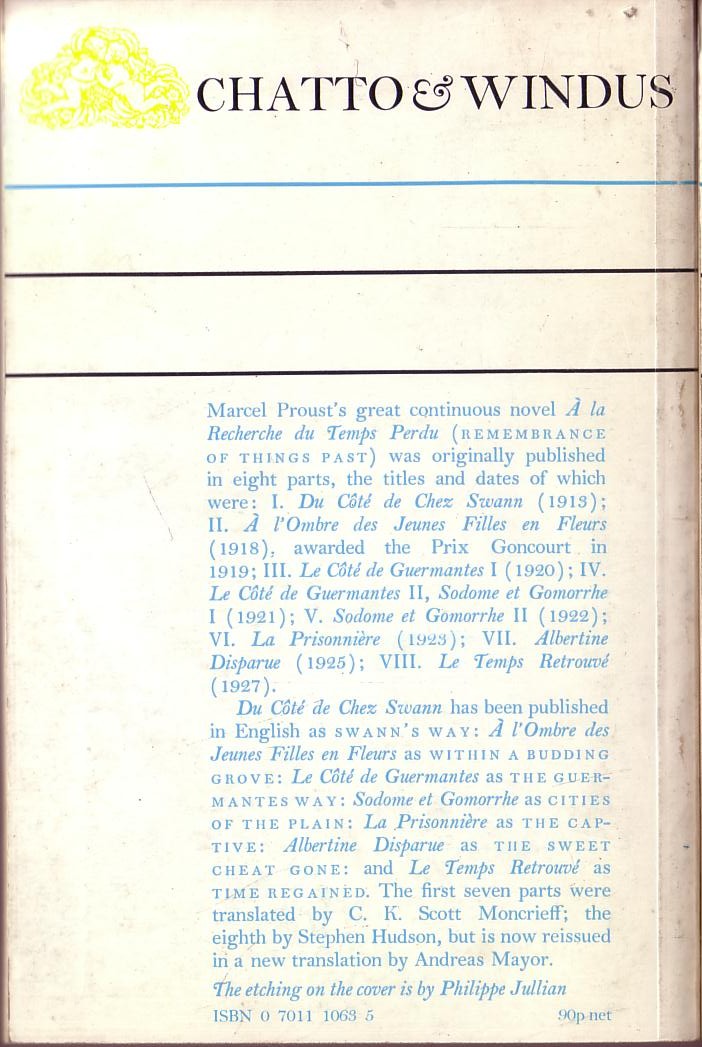 CHATTO & WINDUS
Marcel Proust's great continuous novel À la
Recherche du Temps Perdu (REMEMBRANCE
OF THINGS PAST) was originally published
in eight parts, the titles and dates of which
were: I. Du Côté de Chez Swann (1913);
II. À l'Ombre des Jeunes Filles en Fleurs
(1918), awarded the Prix Goncourt in
1919; III. Le Côté de Guermantes I (1920); IV.
Le Côté de Guermantes II, Sodome et Gomorrhe
I (1921); V. Sodome et Gomorrhe II (1922);
VI. La Prisonnière (1923); VII. Albertine
Disparue (1925); VIII. Le Temps Retrouvé
(1927).
Du Côté de Chez Swann has been published
in English as SWANN'S WAY: À l'Ombre des
Jeunes Filles en Fleurs as WITHIN A BUDDING
GROVE: Le Côté de Guermantes as THE GUER-
MANTES WAY: Sodome et Gomorrhe as CITIES
OF THE PLAIN: La Prisonnière as THE CAP-
TIVE: Albertine Disparue as THE SWEET
CHEAT GONE: and Le Temps Retrouvé as
TIME REGAINED. The first seven parts were
translated by C. K. Scott Moncrieff; the
eighth by Stephen Hudson, but is now reissued
in a new translation by Andreas Mayor.
The etching on the cover is by Philippe Jullian
ISBN 0 7011 1063 5 90p net